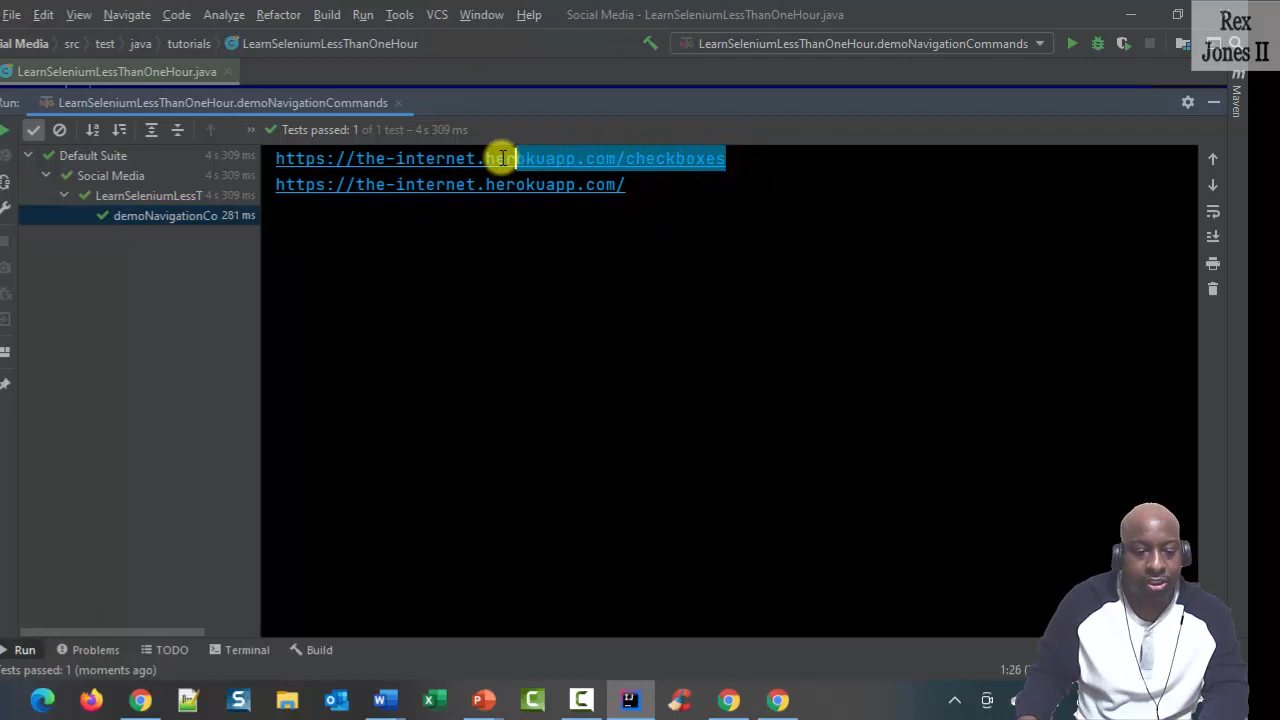 File Edit View Navigate Code Analyze Refactor Build Run Tools VCS Window Help Social Media - LearnSeleniumLessThanOneHour.java
Rex
Jones II
ial Media src test java tutorials LearnSeleniumLessThanOneHour LearnSeleniumLessThanOneHour.demoNavigationCommands
LearnSeleniumLessThanOneHour.java
Maven
Run: LearnSeleniumLessThanOneHour.demoNavigationCommands
Tests passed: 1 of 1 test – 4 s 309 ms
Default Suite 4 s 309 ms
Social Media 4 s 309 ms
LearnSeleniumLessT 4 s 309 ms
demoNavigationCo 281 ms
https://the-internet.herokuapp.com/checkboxes
https://the-internet.herokuapp.com/
Run Problems TODO Terminal Build
Tests passed: 1 (moments ago) 1:26